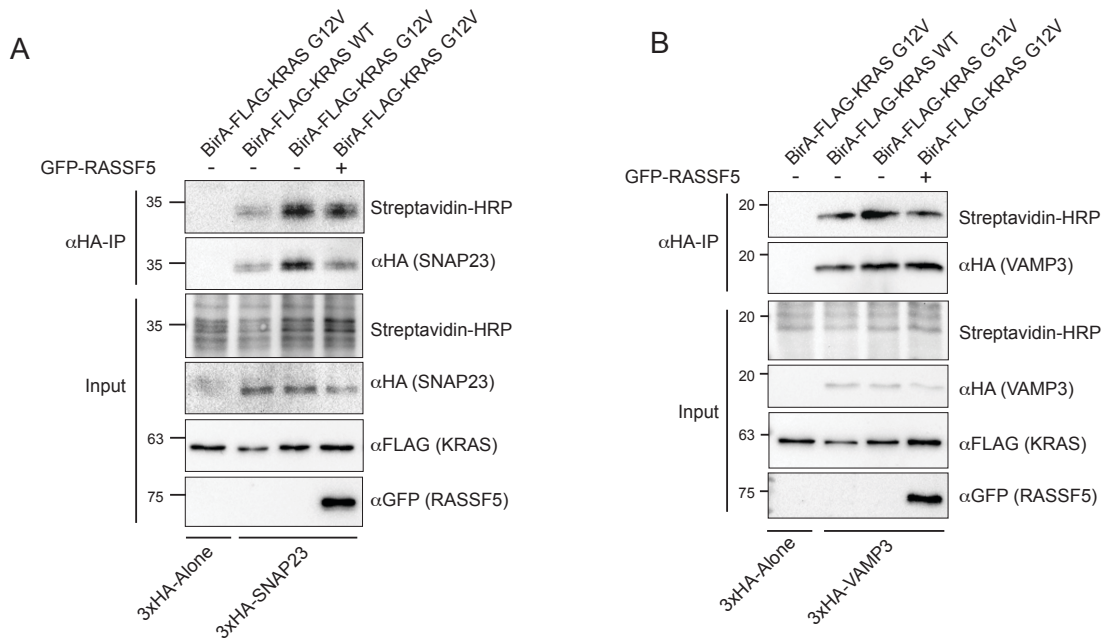 A
BirA-FLAG-KRAS G12V
BirA-FLAG-KRAS WT
BirA-FLAG-KRAS G12V
BirA-FLAG-KRAS G12V
GFP-RASSF5 - - - +
αHA-IP
35
Streptavidin-HRP
35
αHA (SNAP23)
Input
35
Streptavidin-HRP
αHA (SNAP23)
63
αFLAG (KRAS)
75
αGFP (RASSF5)
3xHA-Alone
3xHA-SNAP23
B
BirA-FLAG-KRAS G12V
BirA-FLAG-KRAS WT
BirA-FLAG-KRAS G12V
BirA-FLAG-KRAS G12V
GFP-RASSF5 - - - +
αHA-IP
20
Streptavidin-HRP
20
αHA (VAMP3)
Input
20
Streptavidin-HRP
20
αHA (VAMP3)
63
αFLAG (KRAS)
75
αGFP (RASSF5)
3xHA-Alone
3xHA-VAMP3